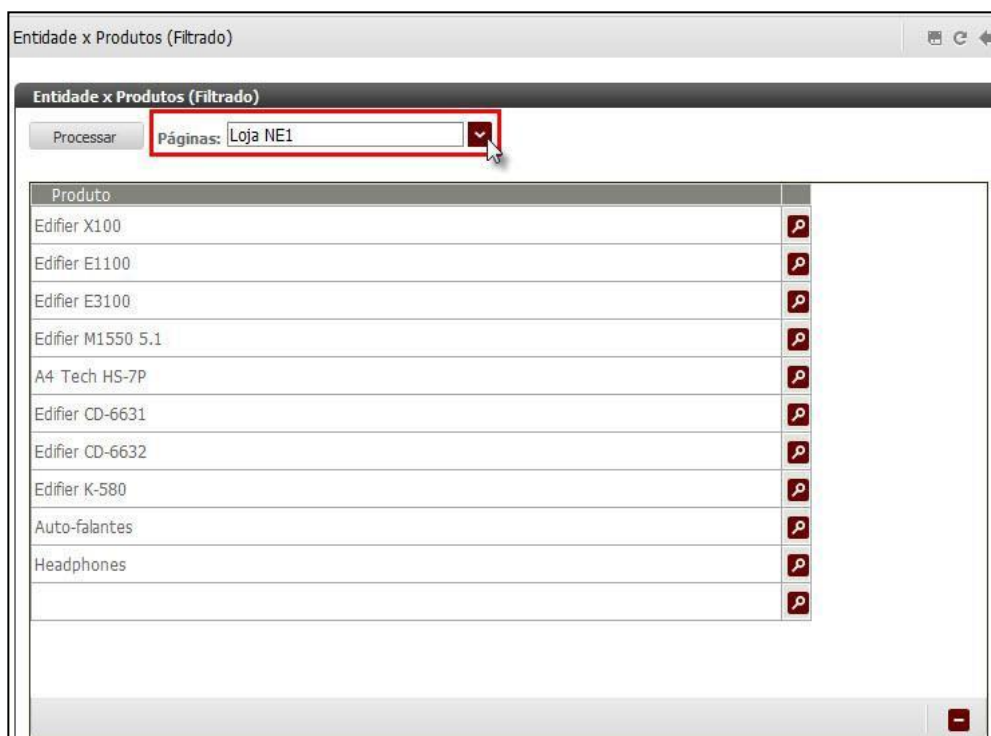 Entidade x Produtos (Filtrado)
Entidade x Produtos (Filtrado)
Processar Páginas: Loja NE1
Produto
Edifier X100
Edifier E1100
Edifier E3100
Edifier M1550 5.1
A4 Tech HS-7P
Edifier CD-6631
Edifier CD-6632
Edifier K-580
Auto-falantes
Headphones